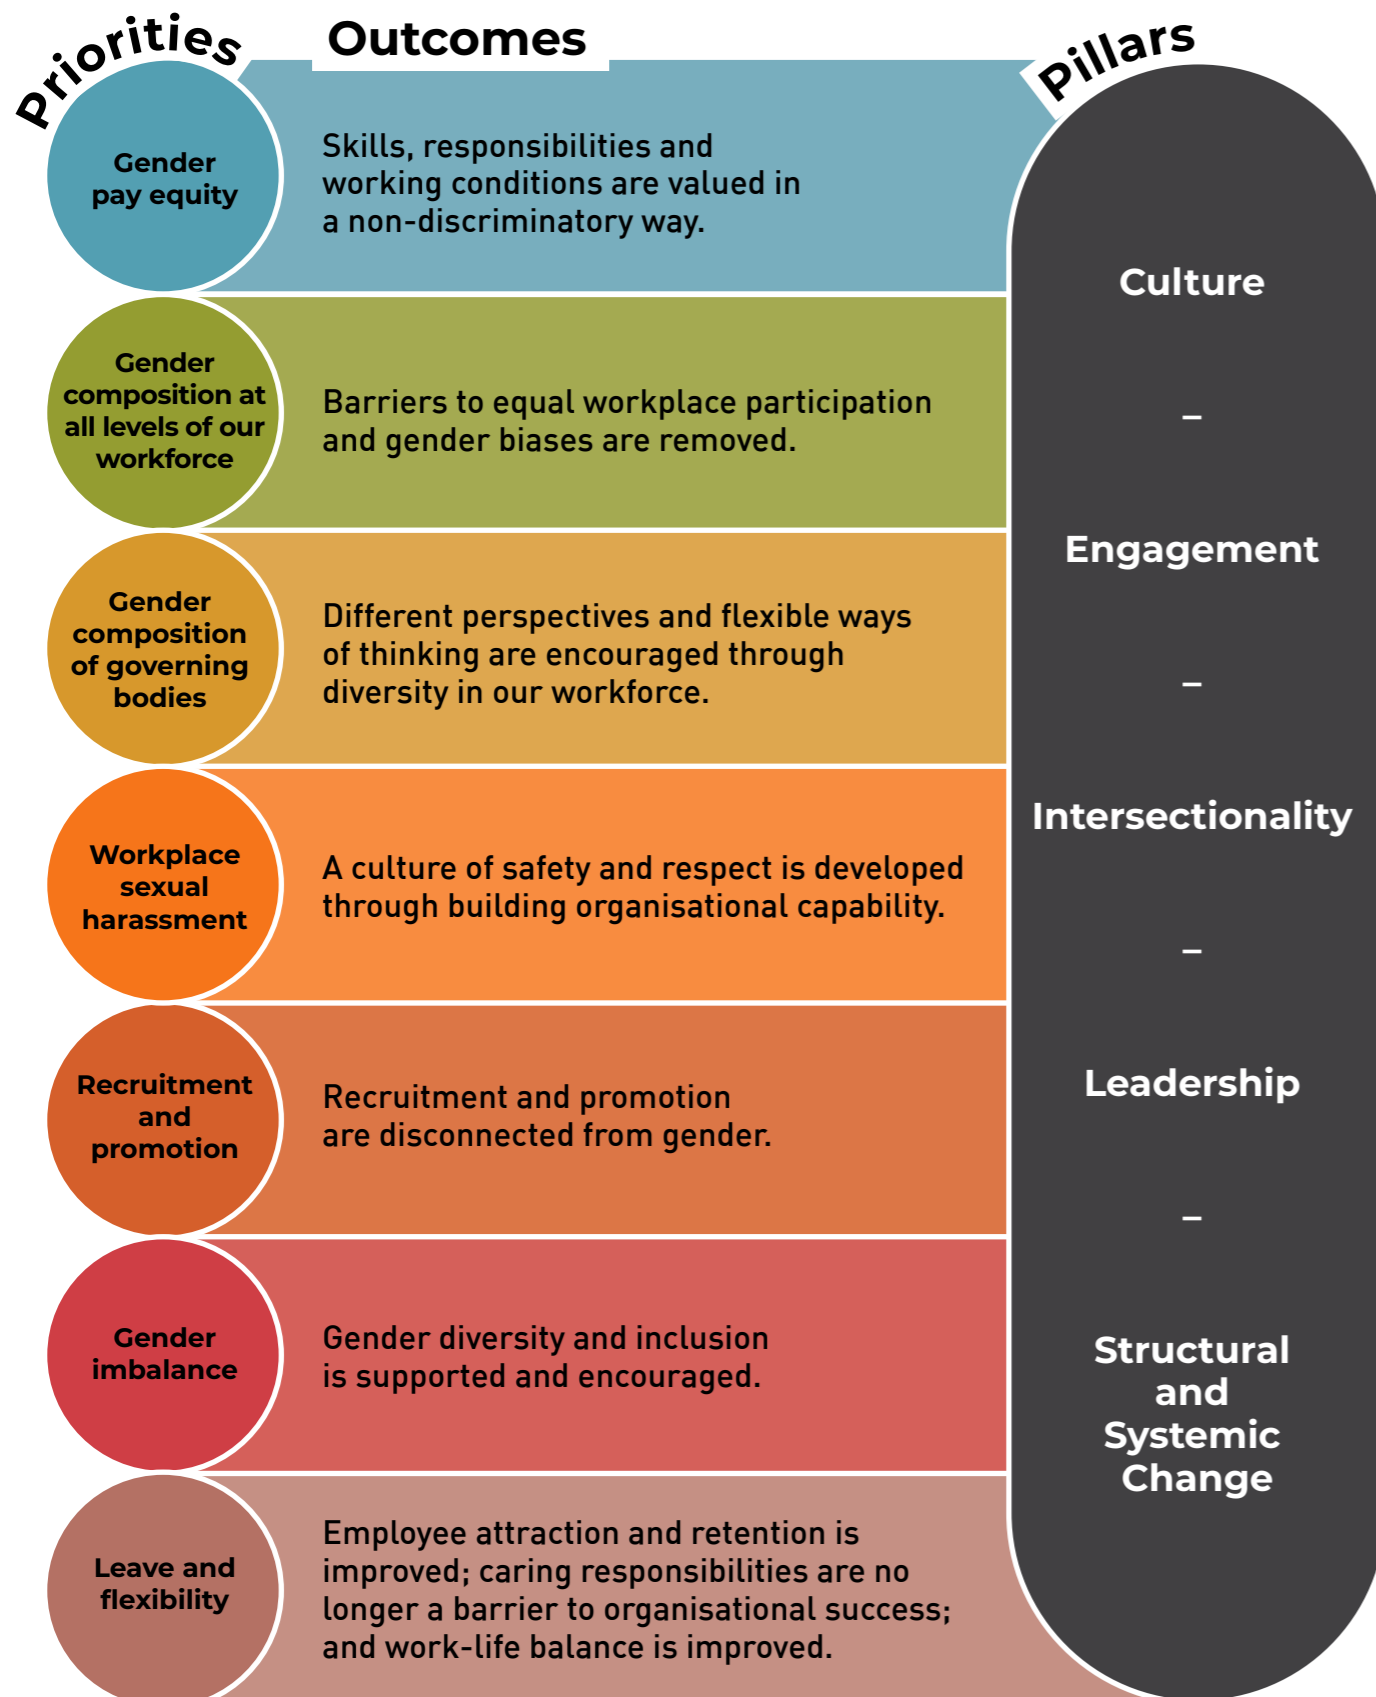 Priorities
Outcomes
Pillars
Gender
pay equity
Skills, responsibilities and
working conditions are valued in
a non-discriminatory way.
Gender
composition at
all levels of our
workforce
Barriers to equal workplace participation
and gender biases are removed.
Gender
composition
of governing
bodies
Different perspectives and flexible ways
of thinking are encouraged through
diversity in our workforce.
Workplace
sexual
harassment
A culture of safety and respect is developed
through building organisational capability.
Recruitment
and
promotion
Recruitment and promotion
are disconnected from gender.
Gender
imbalance
Gender diversity and inclusion
is supported and encouraged.
Leave and
flexibility
Employee attraction and retention is
improved; caring responsibilities are no
longer a barrier to organisational success;
and work-life balance is improved.
Culture
–
Engagement
–
Intersectionality
–
Leadership
–
Structural
and
Systemic
Change